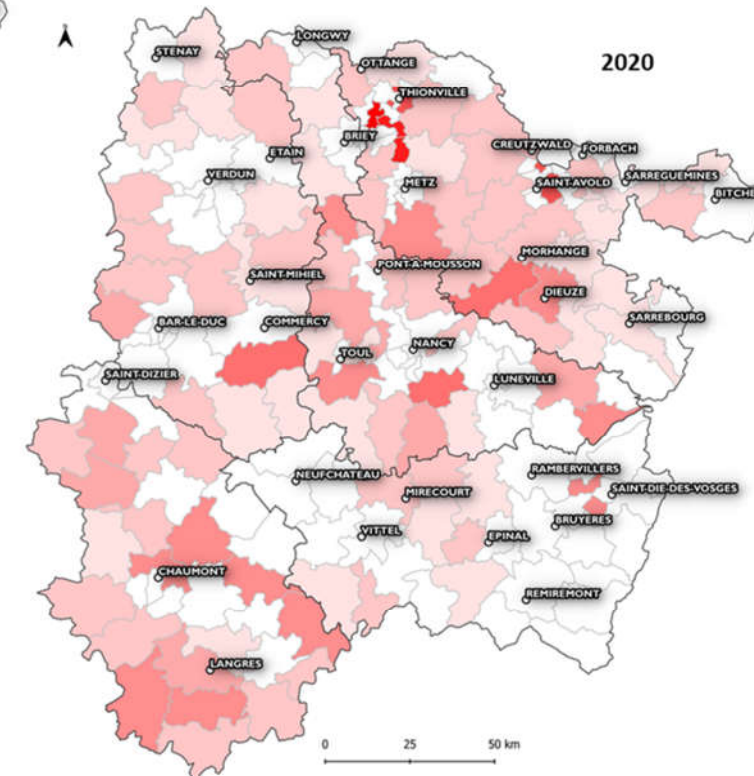 LONGWY
STENAY
2020
OTTANGE
THIONVILLE
BRIEY
CREUTZWALD
FORBACH
ETAIN
VERDUN
METZ
SAINT-AVOLD
SARREGUEMINES
BITCHE
MORHANGE
PONT-A-MOUSSON
SAINT-MIHIEL
DIEUZE
BAR-LE-DUC
COMMERCY
SARREBOURG
NANCY
TOUL
SAINT-DIZIER
LUNEVILLE
NEUFCHATEAU
RAMBERVILLERS
MIRECOURT
SAINT-DIE-DES-VOSGES
VITTEL
BRUYERES
EPINAL
CHAUMONT
REMIREMONT
LANGRES
0 25 50 km